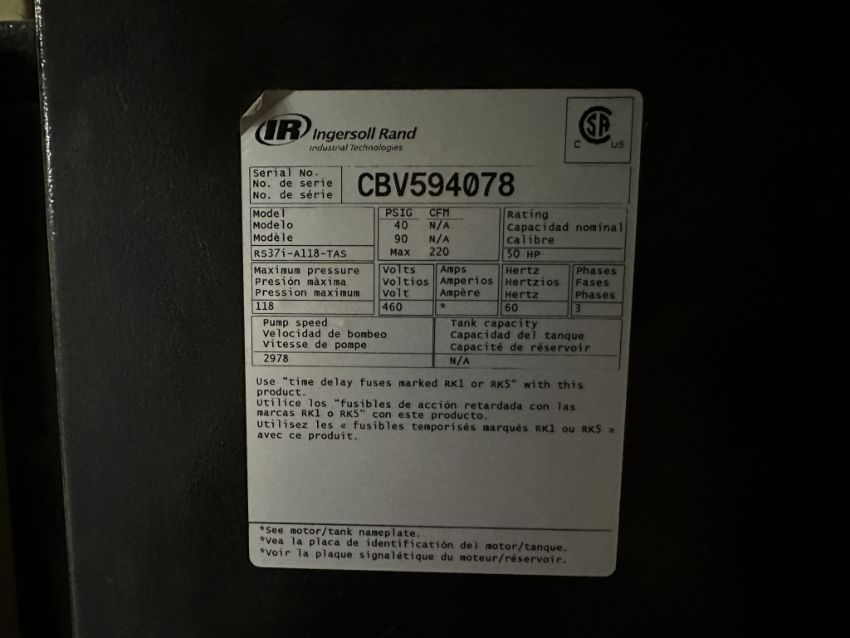 IR Ingersoll Rand
Industrial Technologies
CSA
C US
Serial No.
No. de serie
No. de série
CBV594078
Model
Modelo
Modèle
RS37i-A118-TAS
PSIG CFM
40 N/A
90 N/A
Max 220
Rating
Capacidad nominal
Calibre
50 HP
Maximum pressure
Presión màxima
Pression maximum
118
Volts
Voltios
Volt
460
Amps
Amperios
Ampère
*
Hertz
Hertzios
Hertz
60
Phases
Fases
Phases
3
Pump speed
Velocidad de bombeo
Vitesse de pompe
2978
Tank capacity
Capacidad del tanque
Capacité de réservoir
N/A
Use "time delay fuses marked RK1 or RK5" with this
product.
Utilice los "fusibles de acción retardada con las
marcas RK1 o RK5" con este producto.
Utilisez les « fusibles temporisés marqués RK1 ou RK5 »
avec ce produit.
*See motor/tank nameplate.
*Vea la placa de identificación del motor/tanque.
*Voir la plaque signalétique du moteur/réservoir.